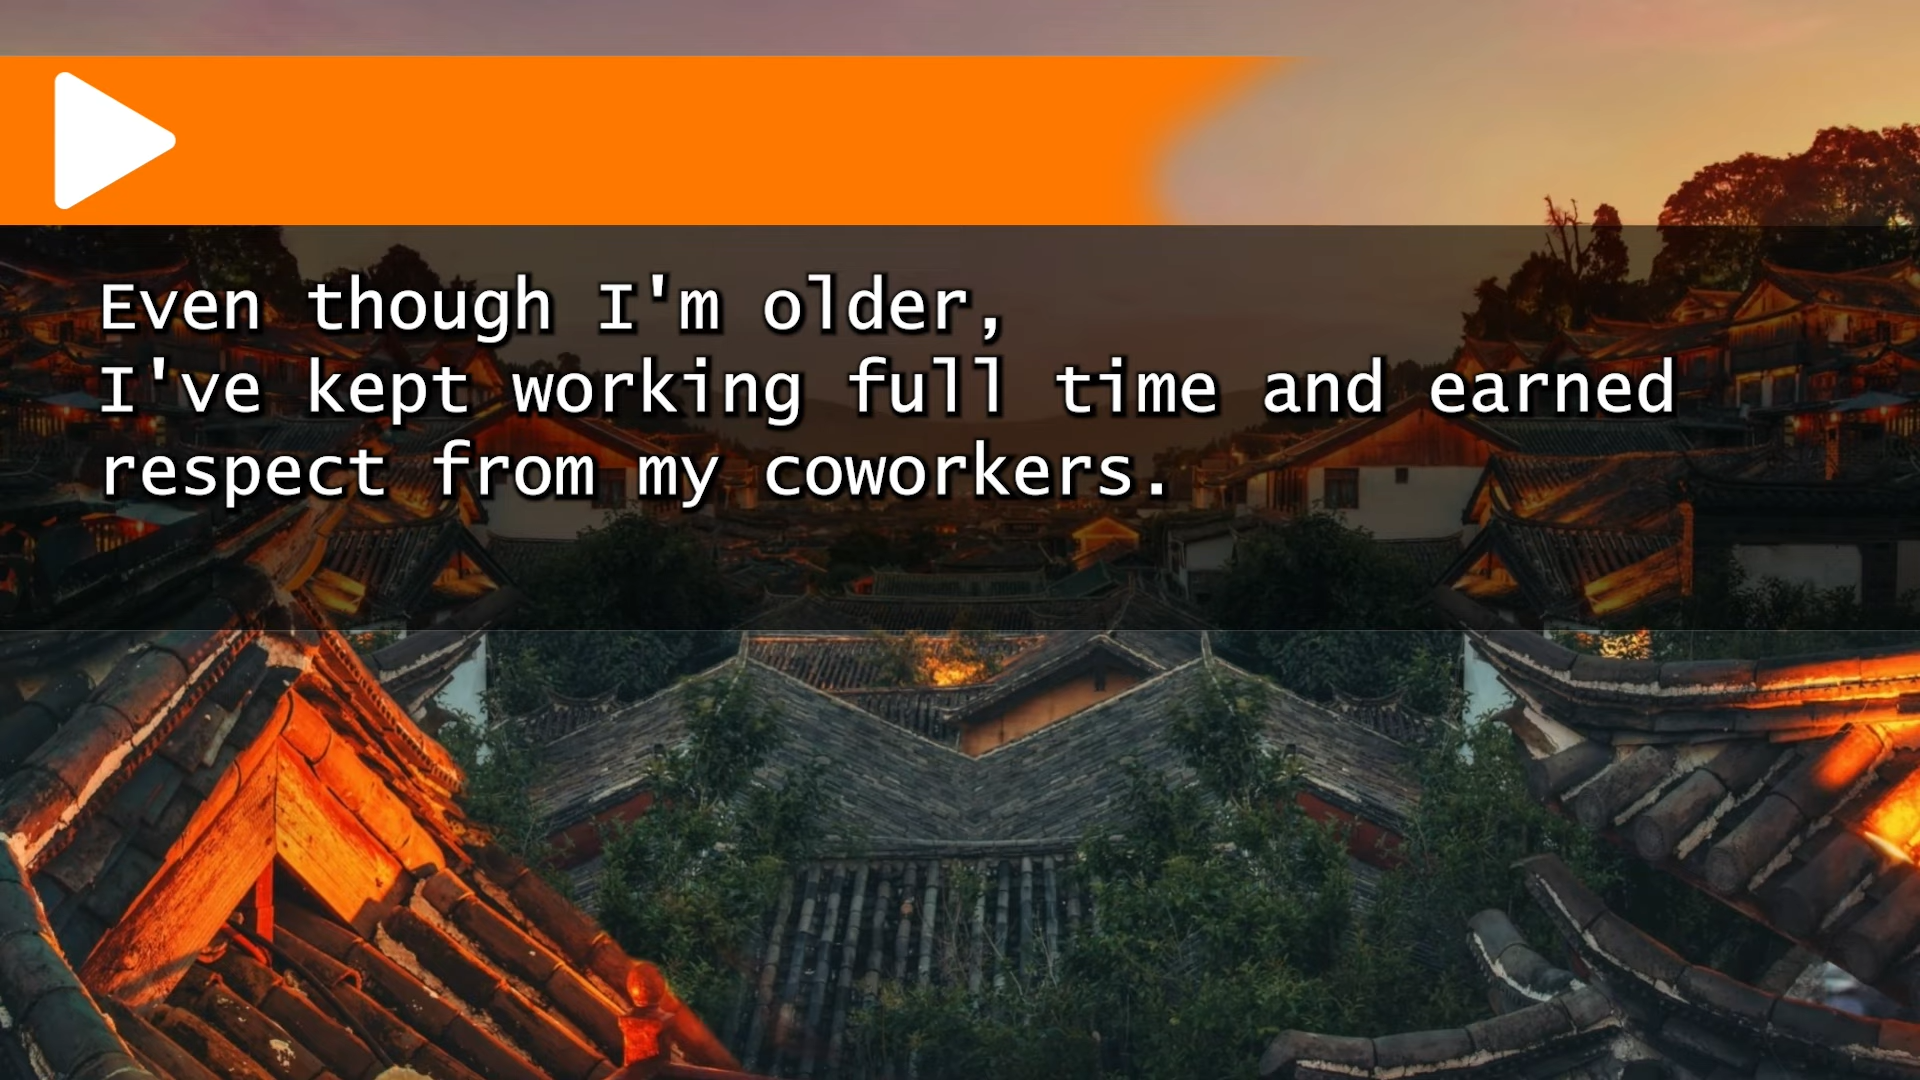 Even though I'm older,
I've kept working full time and earned
respect from my coworkers.